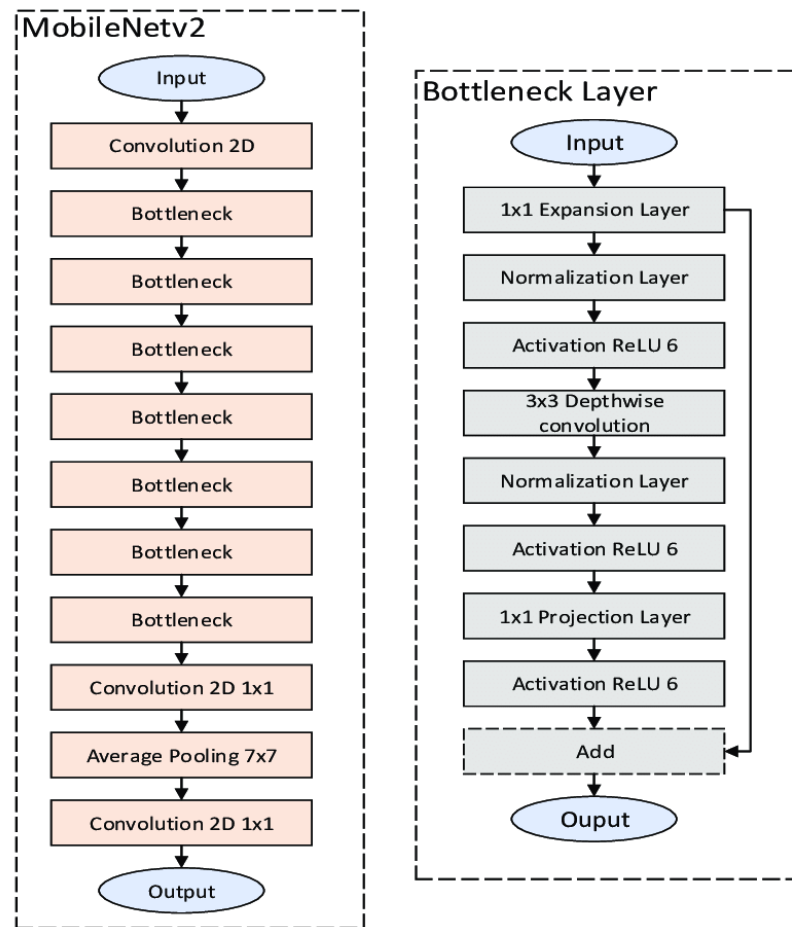 MobileNetv2
Input
Convolution 2D
Bottleneck
Bottleneck
Bottleneck
Bottleneck
Bottleneck
Bottleneck
Bottleneck
Convolution 2D 1x1
Average Pooling 7x7
Convolution 2D 1x1
Output
Bottleneck Layer
Input
1x1 Expansion Layer
Normalization Layer
Activation ReLU 6
3x3 Depthwise
convolution
Normalization Layer
Activation ReLU 6
1x1 Projection Layer
Activation ReLU 6
Add
Ouput